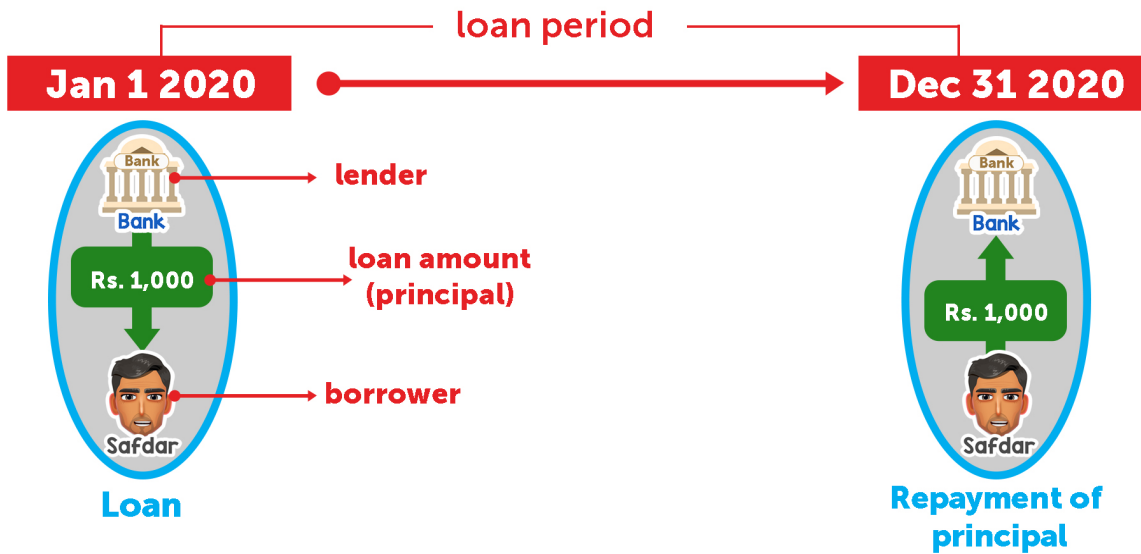 loan period
Jan 1 2020
Dec 31 2020
Bank
Bank
lender
Rs. 1,000
loan amount
(principal)
borrower
Safdar
Loan
Bank
Bank
Rs. 1,000
Safdar
Repayment of
principal